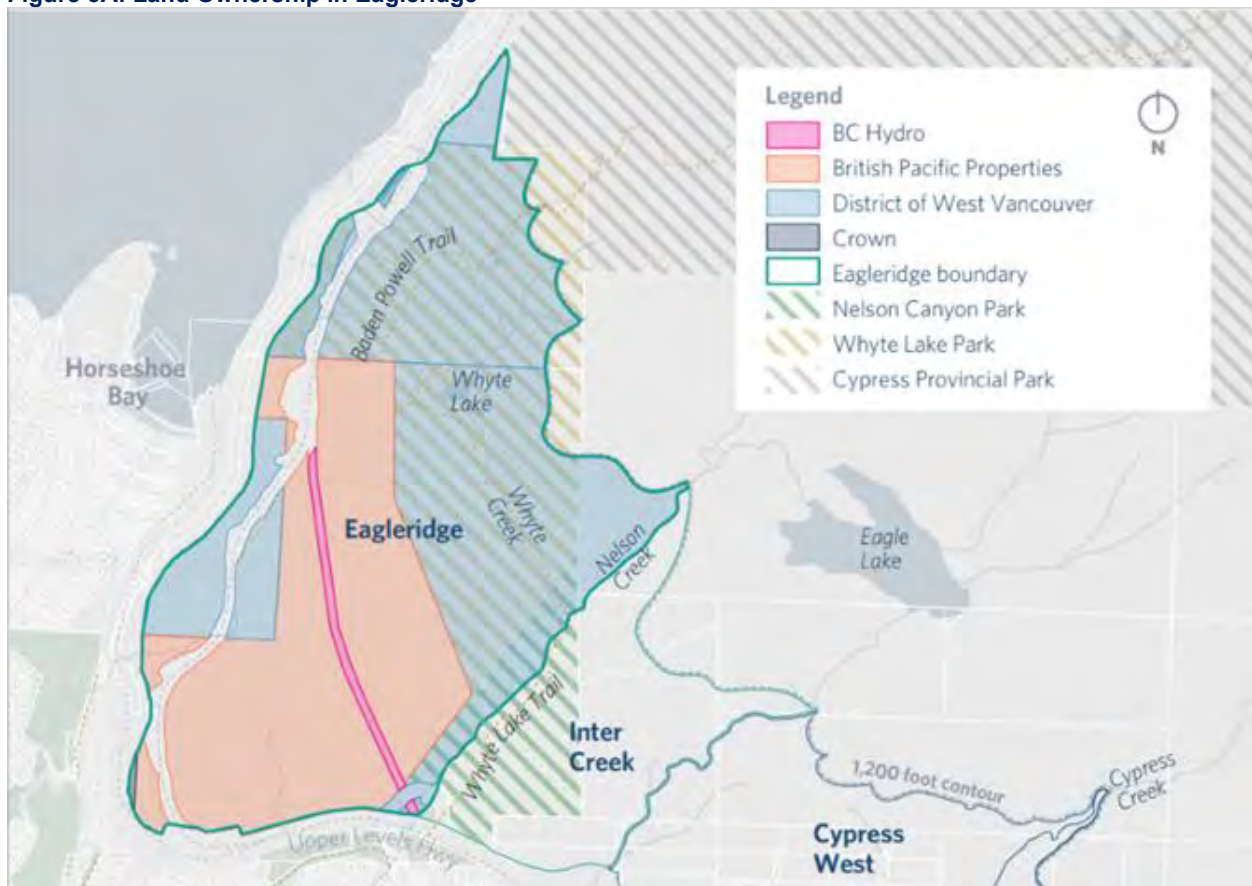 Figure 3A: Land Ownership in Eagleridge
Legend
N
BC Hydro
British Pacific Properties
District of West Vancouver
Crown
Eagleridge boundary
Nelson Canyon Park
Whyte Lake Park
Cypress Provincial Park
Baden Powell Trail
Horseshoe
Bay
Whyte
Lake
Eagleridge
Whyte
Creek
Nelson
Creek
Eagle
Lake
Whyte Lake Trail
Inter
Creek
1,200 foot contour
Cypress
Creek
Upper Levels Hwy
Cypress
West